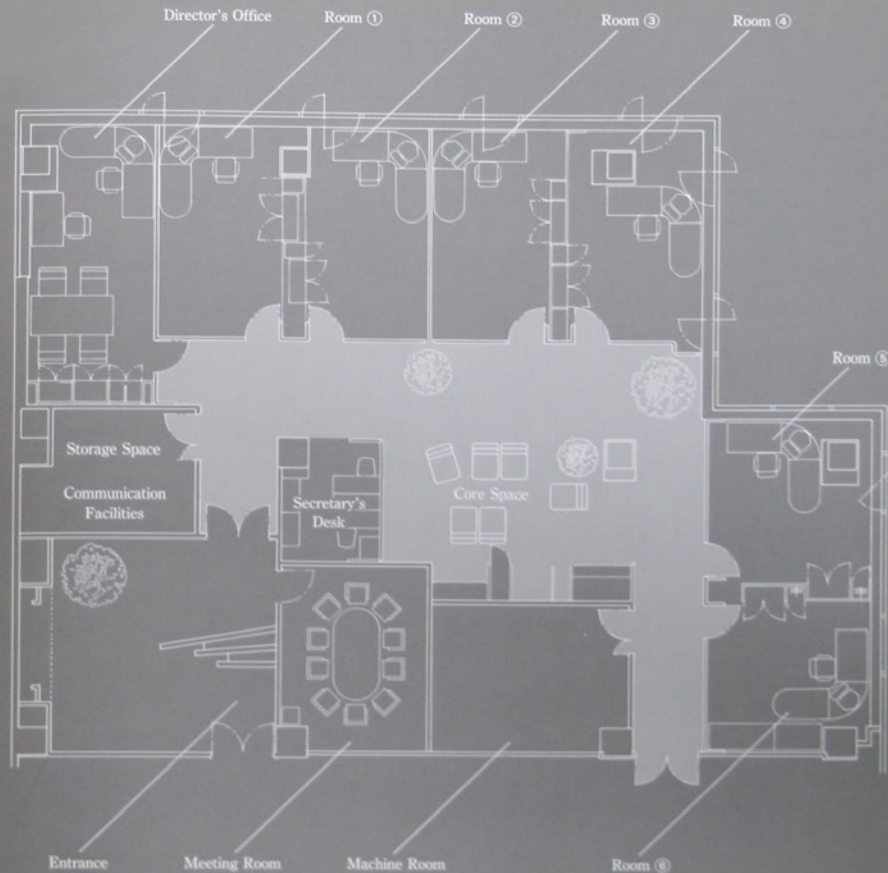 Director's Office
Room ①
Room ②
Room ③
Room ④
Room ⑤
Storage Space
Communication
Facilities
Secretary's
Desk
Core Space
Entrance
Meeting Room
Machine Room
Room ⑥